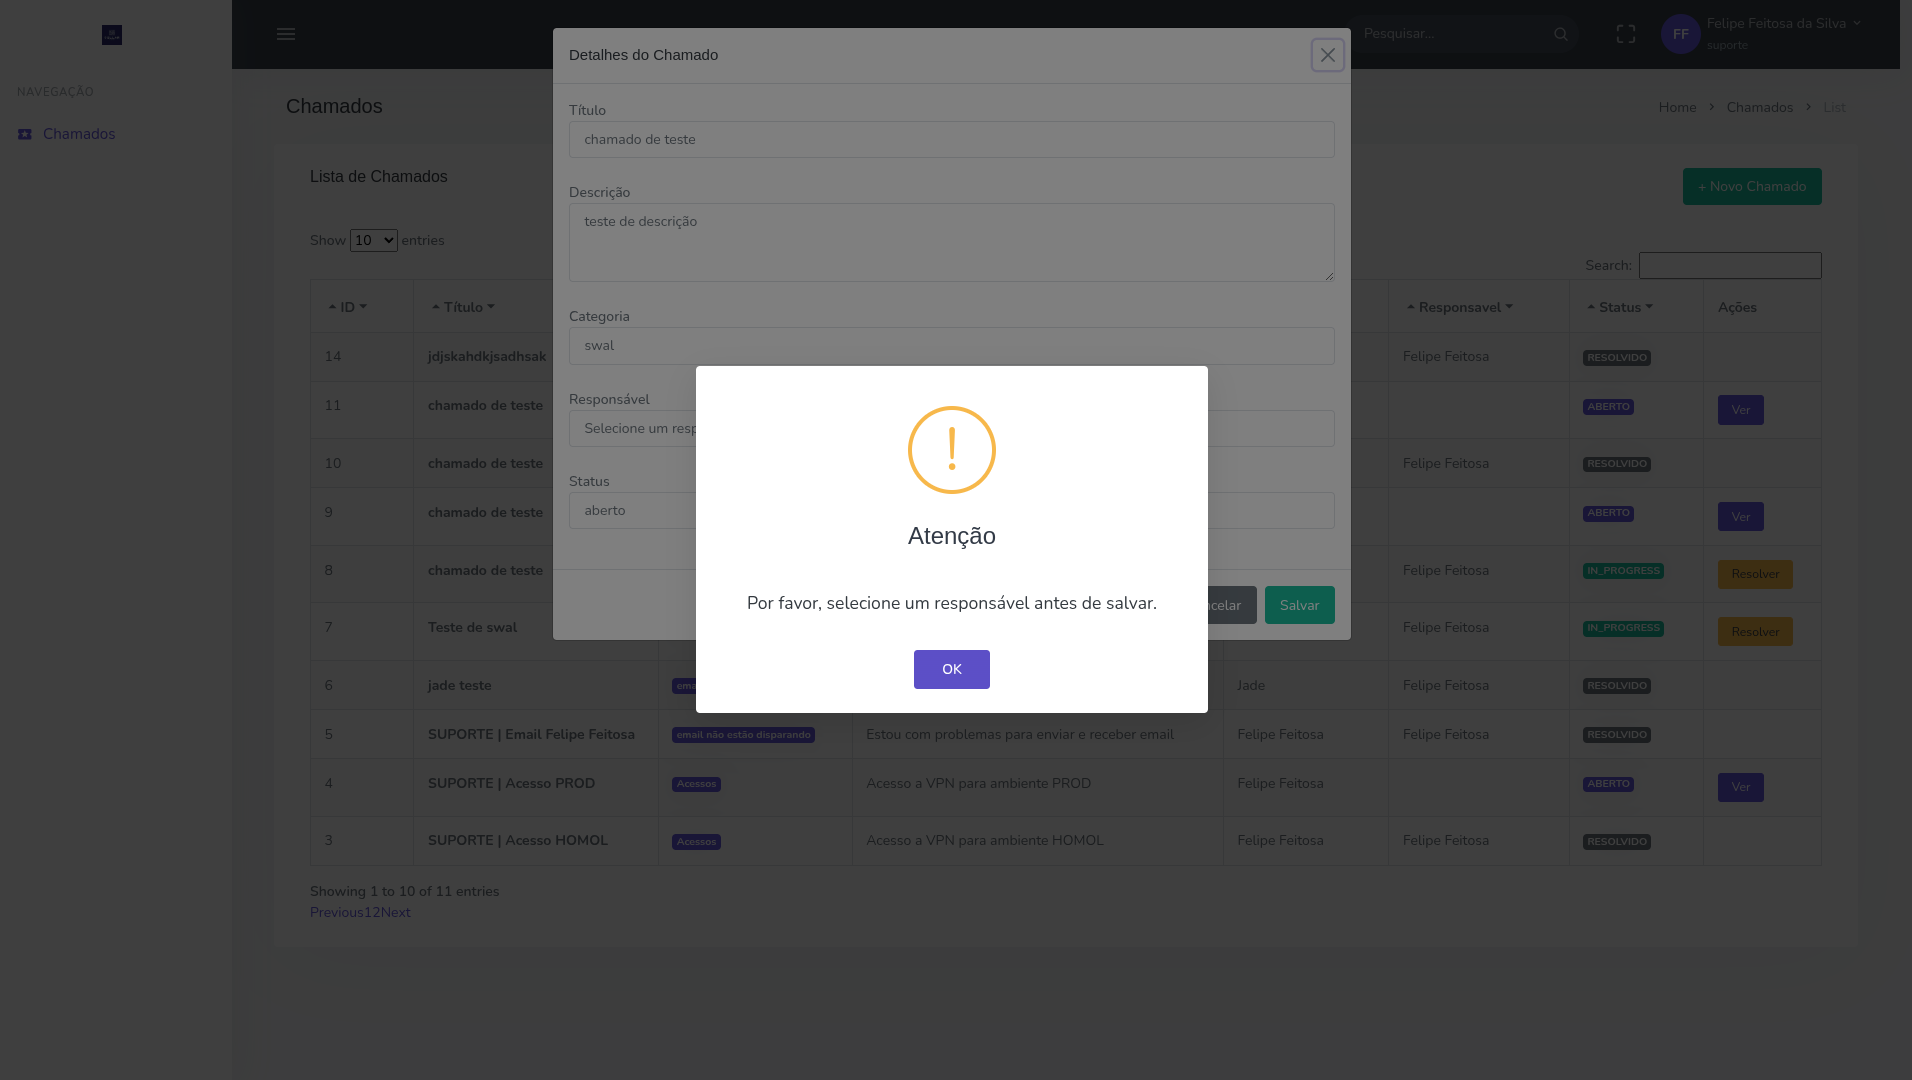 Felipe Feitosa da Silva
Detalhes do Chamado
Pesquisar...
FF
suporte
NAVEGAÇÃO
Chamados
Home
Chamados
List
Título
Chamados
chamado de teste
Lista de Chamados
+ Novo Chamado
Descrição
teste de descrição
Show 10 entries
Search:
ID
Título
Responsavel
Status
Ações
Categoria
swal
14
jdjskahdkjsadhsak
Felipe Feitosa
RESOLVIDO
Responsável
11
chamado de teste
ABERTO
Ver
Selecione um resp
10
chamado de teste
Felipe Feitosa
RESOLVIDO
Status
aberto
9
chamado de teste
ABERTO
Ver
Atenção
8
chamado de teste
Felipe Feitosa
IN_PROGRESS
Resolver
Por favor, selecione um responsável antes de salvar.
celar
Salvar
7
Teste de swal
Felipe Feitosa
IN_PROGRESS
Resolver
OK
6
jade teste
ema
Jade
Felipe Feitosa
RESOLVIDO
5
SUPORTE | Email Felipe Feitosa
email não estão disparando
Estou com problemas para enviar e receber email
Felipe Feitosa
Felipe Feitosa
RESOLVIDO
4
SUPORTE | Acesso PROD
Acessos
Acesso a VPN para ambiente PROD
Felipe Feitosa
ABERTO
Ver
3
SUPORTE | Acesso HOMOL
Acessos
Acesso a VPN para ambiente HOMOL
Felipe Feitosa
Felipe Feitosa
RESOLVIDO
Showing 1 to 10 of 11 entries
Previous12Next